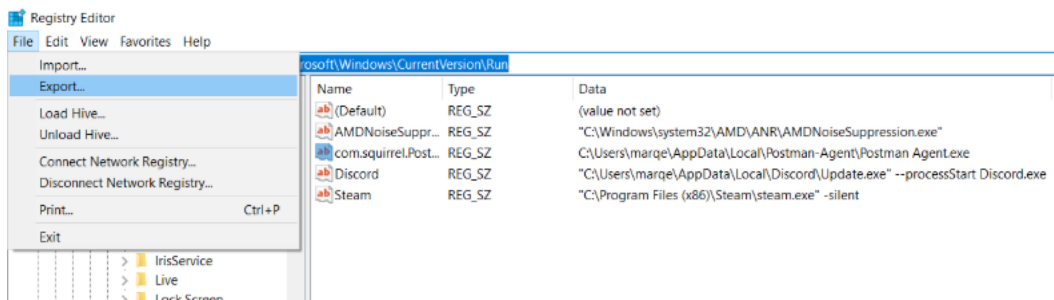 Registry Editor
File Edit View Favorites Help
Import...
rosoft\Windows\CurrentVersion\Run
Export...
Name Type Data
Load Hive...
(Default) REG_SZ (value not set)
Unload Hive...
AMDNoiseSuppr... REG_SZ "C:\Windows\system32\AMD\ANR\AMDNoiseSuppression.exe"
Connect Network Registry...
com.squirrel.Post... REG_SZ C:\Users\marqe\AppData\Local\Postman-Agent\Postman Agent.exe
Disconnect Network Registry...
Discord REG_SZ "C:\Users\marqe\AppData\Local\Discord\Update.exe" --processStart Discord.exe
Print... Ctrl+P
Steam REG_SZ "C:\Program Files (x86)\Steam\steam.exe" -silent
Exit
IrisService
Live
Lock Screen